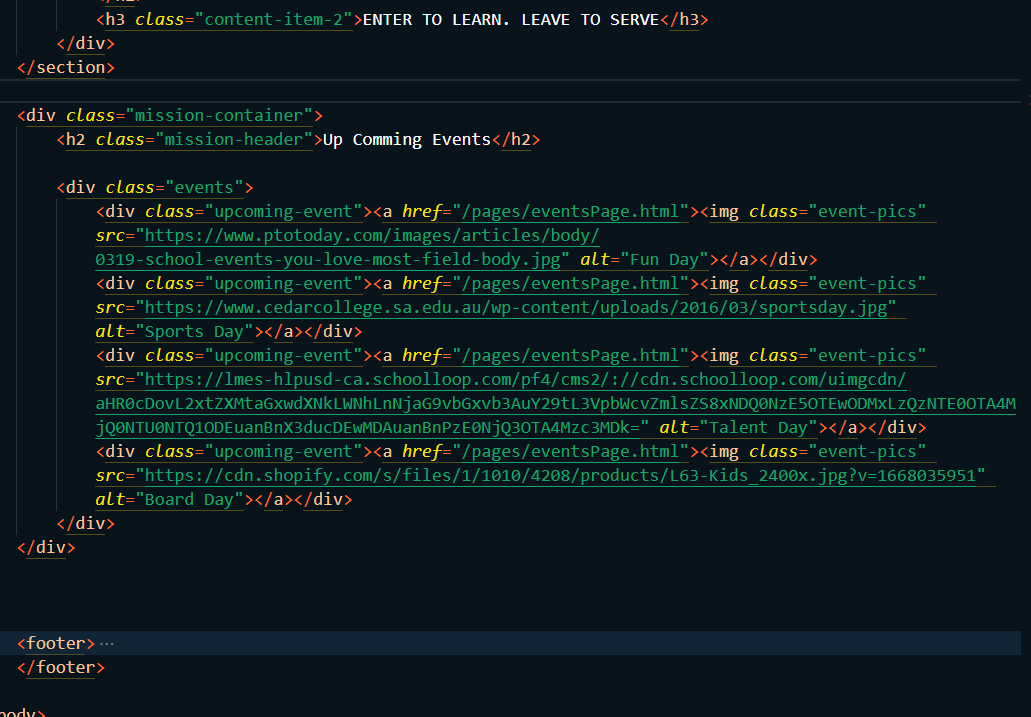 <h3 class="content-item-2">ENTER TO LEARN. LEAVE TO SERVE</h3>
</div>
</section>
<div class="mission-container">
<h2 class="mission-header">Up Comming Events</h2>
<div class="events">
<div class="upcoming-event"><a href="/pages/eventsPage.html"><img class="event-pics"
src="https://www.ptotoday.com/images/articles/body/
0319-school-events-you-love-most-field-body.jpg" alt="Fun Day"></a></div>
<div class="upcoming-event"><a href="/pages/eventsPage.html"><img class="event-pics"
src="https://www.cedarcollege.sa.edu.au/wp-content/uploads/2016/03/sportsday.jpg"
alt="Sports Day"></a></div>
<div class="upcoming-event"><a href="/pages/eventsPage.html"><img class="event-pics"
src="https://lmes-hlpusd-ca.schoolloop.com/pf4/cms2/://cdn.schoolloop.com/uimgcdn/
aHR0cDovL2xtZXMtaGxwdXNkLWNhLnNjaG9vbGxvb3AuY29tL3VpbWcvZmlsZS8xNDQ0NzE5OTEwODMxLzQzNTE0OTA4M
jQ0NTU0NTQ1ODEuanBnX3ducDEwMDAuanBnPzE0NjQ3OTA4Mzc3MDk=" alt="Talent Day"></a></div>
<div class="upcoming-event"><a href="/pages/eventsPage.html"><img class="event-pics"
src="https://cdn.shopify.com/s/files/1/1010/4208/products/L63-Kids_2400x.jpg?v=1668035951"
alt="Board Day"></a></div>
</div>
</div>
<footer>···
</footer>
body>